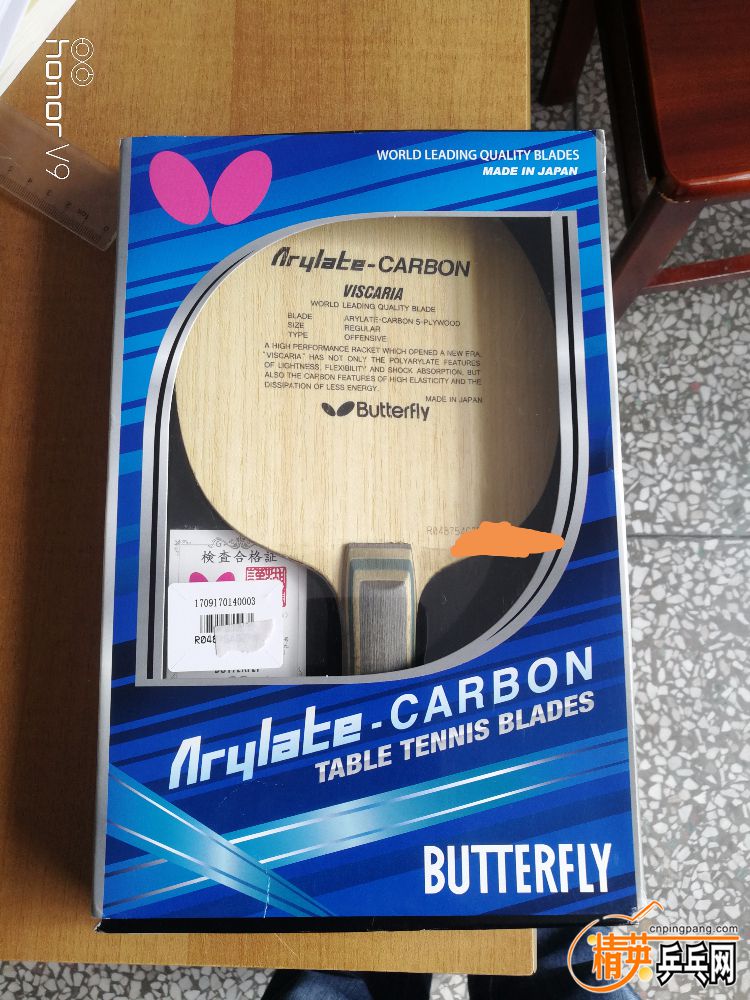 honor V9
WORLD LEADING QUALITY BLADES
MADE IN JAPAN
Arylate-CARBON
VISCARIA
WORLD LEADING QUALITY BLADE
BLADE ARYLATE-CARBON 5-PLYWOOD
SIZE REGULAR
TYPE OFFENSIVE
A HIGH PERFORMANCE RACKET WHICH OPENED A NEW ERA.
"VISCARIA" HAS NOT ONLY THE POLYARYLATE FEATURES
OF LIGHTNESS, FLEXIBILITY AND SHOCK ABSORPTION, BUT
ALSO THE CARBON FEATURES OF HIGH ELASTICITY AND THE
DISSIPATION OF LESS ENERGY.
MADE IN JAPAN
Butterfly
検査合格証
1709170140003
BUTTERFLY
Arylate-CARBON
TABLE TENNIS BLADES
BUTTERFLY
cnpingpang.com
精英乒乓网